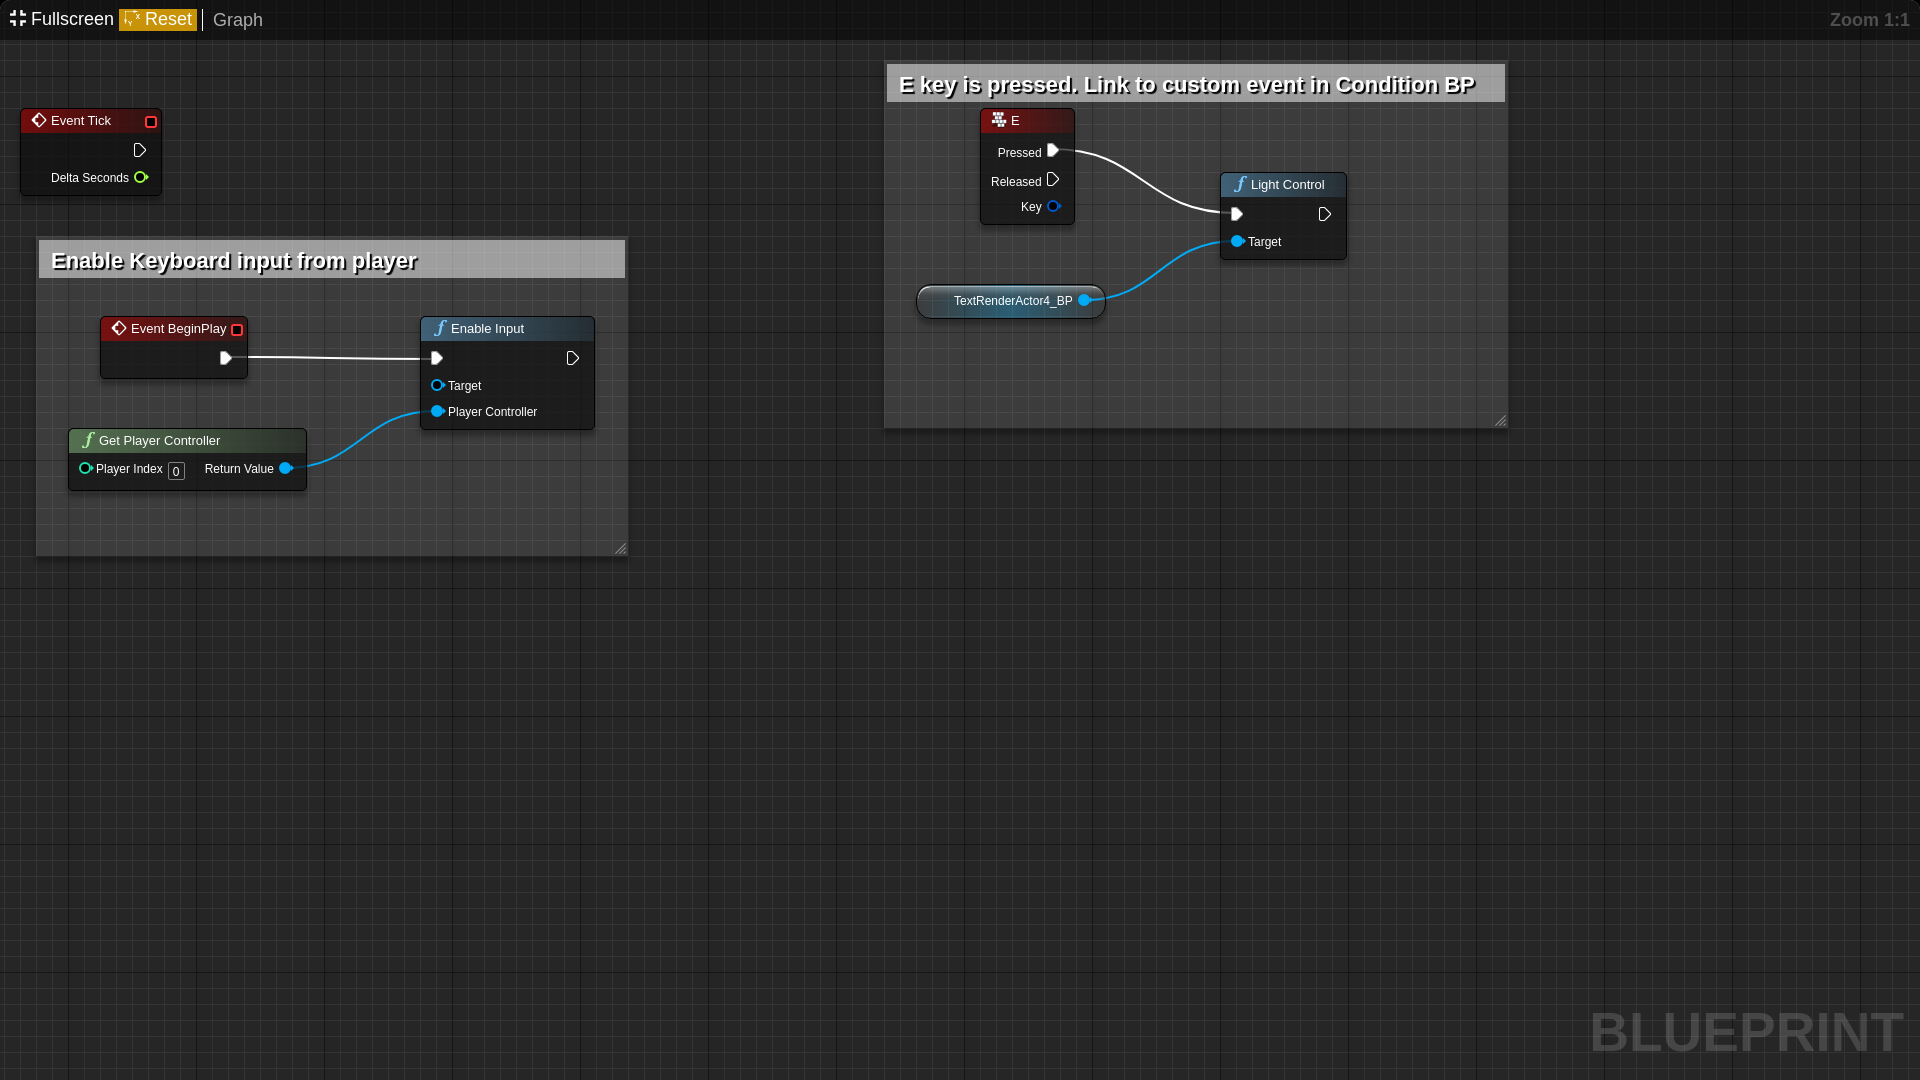 Fullscreen Reset Graph Zoom 1:1
Event Tick
Delta Seconds
Enable Keyboard input from player
Event BeginPlay
Enable Input
Target
Player Controller
Get Player Controller
Player Index 0 Return Value
E key is pressed. Link to custom event in Condition BP
E
Pressed
Released
Key
Light Control
Target
TextRenderActor4_BP
BLUEPRINT